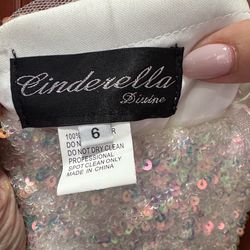 Cinderella
Divine
100% R
6
DO N
DO NOT DRY CLEAN
PROFESSIONAL
SPOT CLEAN ONLY
MADE IN CHINA